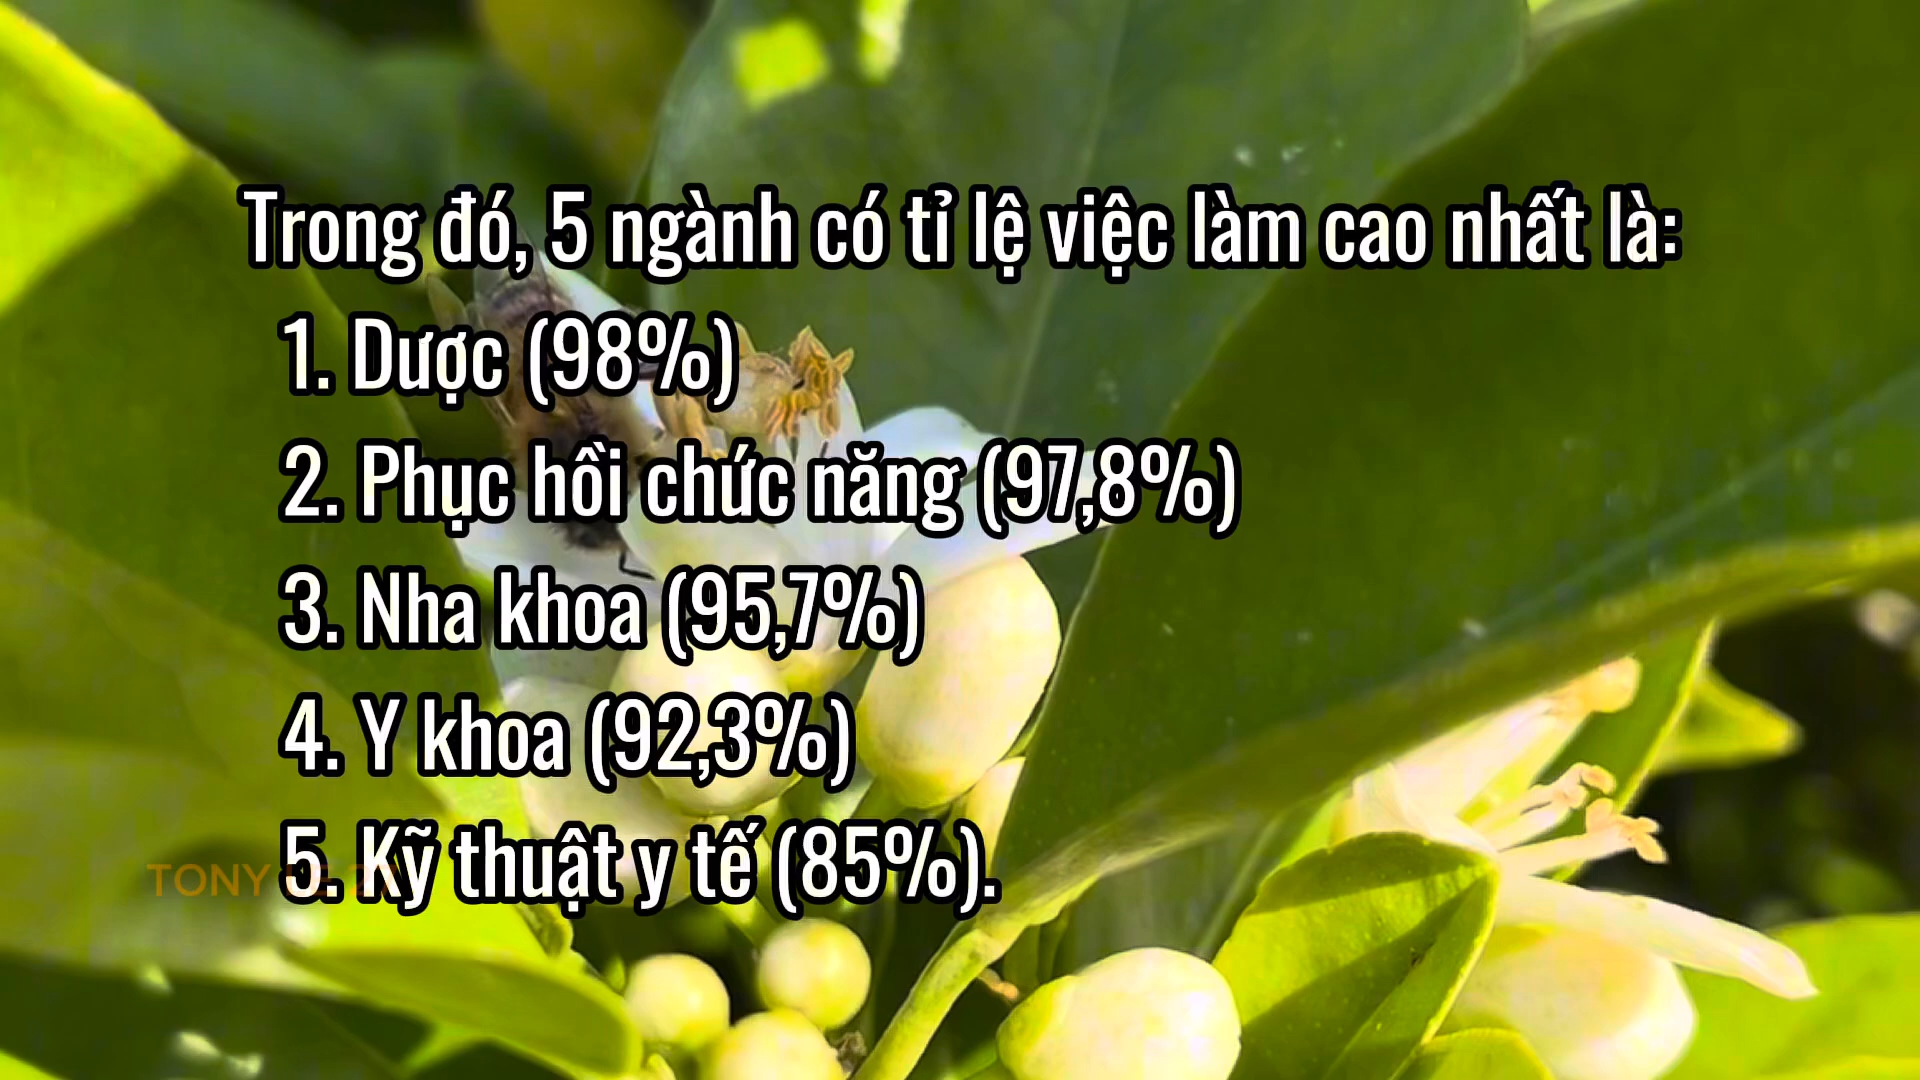 Trong đó, 5 ngành có tỉ lệ việc làm cao nhất là:
1. Dược (98%)
2. Phục hồi chức năng (97,8%)
3. Nha khoa (95,7%)
4. Y khoa (92,3%)
5. Kỹ thuật y tế (85%).
TONY